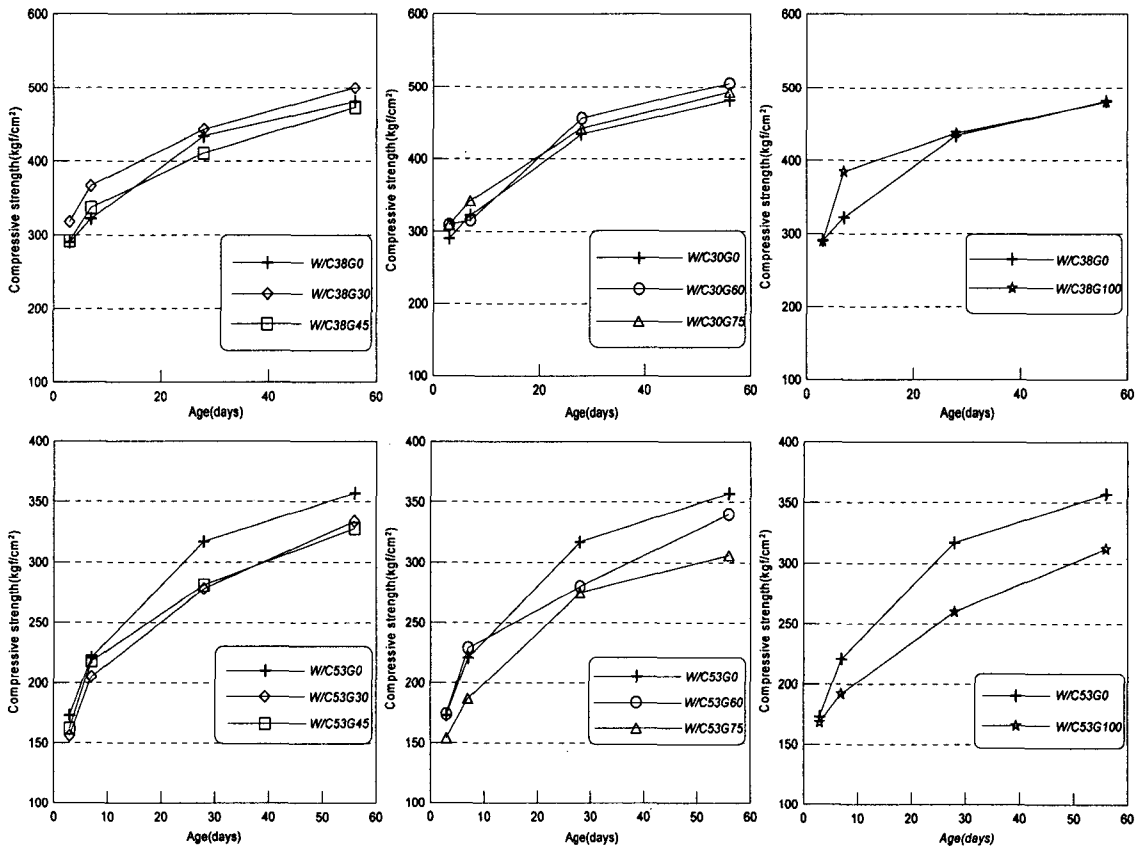 600
500
400
300
200
100
Compressive strength(kgf/cm²)
W/C38G0
W/C38G30
W/C38G45
0 20 40 60
Age(days)
600
500
400
300
200
100
Compressive strength(kgf/cm²)
W/C30G0
W/C30G60
W/C30G75
0 20 40 60
Age(days)
600
500
400
300
200
100
Compressive strength(kgf/cm²)
W/C38G0
W/C38G100
0 20 40 60
Age(days)
400
350
300
250
200
150
100
Compressive strength(kgf/cm²)
W/C53G0
W/C53G30
W/C53G45
0 10 20 30 40 50 60
Age(days)
400
350
300
250
200
150
100
Compressive strength(kgf/cm²)
W/C53G0
W/C53G60
W/C53G75
0 10 20 30 40 50 60
Age(days)
400
350
300
250
200
150
100
Compressive strength(kgf/cm²)
W/C53G0
W/C53G100
0 10 20 30 40 50 60
Age(days)